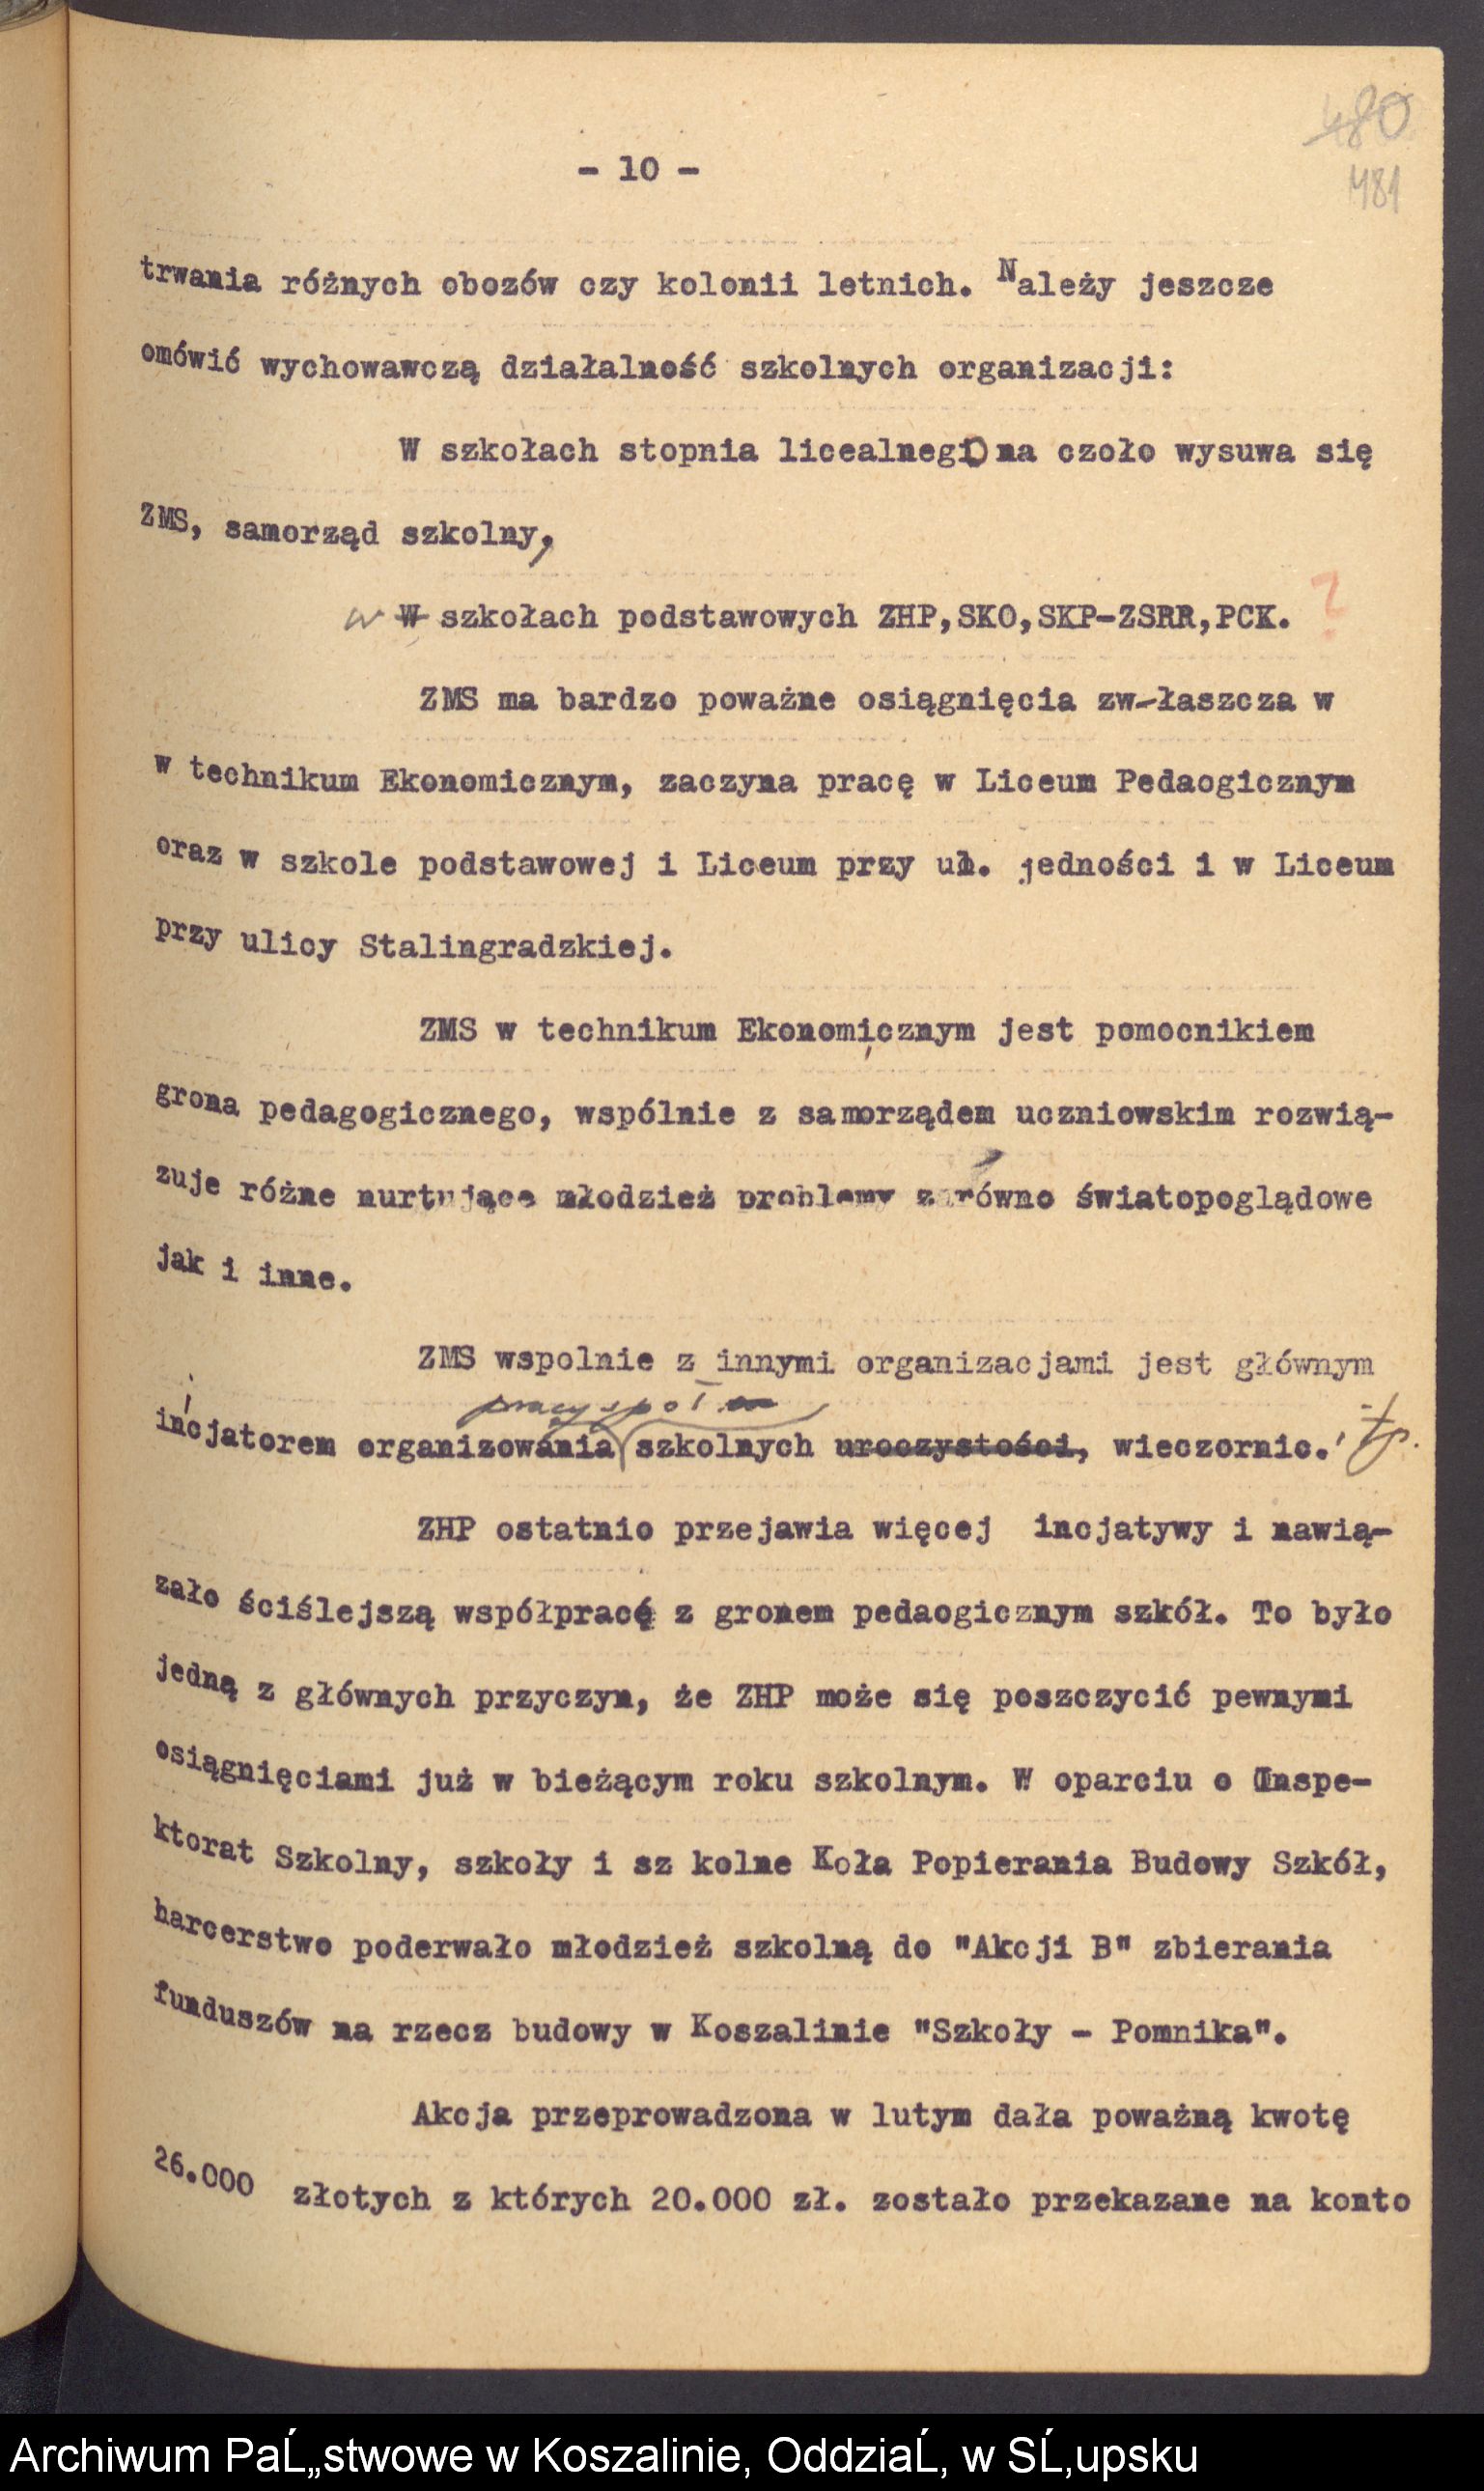 480
481
- 10 -
trwania różnych obozów czy kolonii letnich. Należy jeszcze
omówić wychowawczą działalność szkolnych organizacji:
W szkołach stopnia licealnego na czoło wysuwa się
ZMS, samorząd szkolny,
w W szkołach podstawowych ZHP,SKO,SKP-ZSRR,PCK. ?
ZMS ma bardzo poważne osiągnięcia zw-łaszcza w
w technikum Ekonomicznym, zaczyna pracę w Liceum Pedaogicznym
oraz w szkole podstawowej i Liceum przy ul. jedności i w Liceum
przy ulicy Stalingradzkiej.
ZMS w technikum Ekonomicznym jest pomocnikiem
grona pedagogicznego, wspólnie z samorządem uczniowskim rozwią-
zuje różne nurtujące młodzież problemy zarówno światopoglądowe
jak i inne.
ZMS wspolnie z innymi organizacjami jest głównym
pracy społ
inicjatorem organizowania szkolnych uroczystości, wieczornic. itp.
ZHP ostatnio przejawia więcej incjatywy i nawią-
zało ściślejszą współpracę z gronem pedaogicznym szkół. To było
jedną z głównych przyczyn, że ZHP może się poszczycić pewnymi
osiągnięciami już w bieżącym roku szkolnym. W oparciu o Inspe-
ktorat Szkolny, szkoły i sz kolne Koła Popierania Budowy Szkół,
harcerstwo poderwało młodzież szkolną do "Akcji B" zbierania
funduszów na rzecz budowy w Koszalinie "Szkoły - Pomnika".
Akcja przeprowadzona w lutym dała poważną kwotę
26.000 złotych z których 20.000 zł. zostało przekazane na konto
Archiwum PaĹ„stwowe w Koszalinie, OddziaĹ‚ w SĹ‚upsku